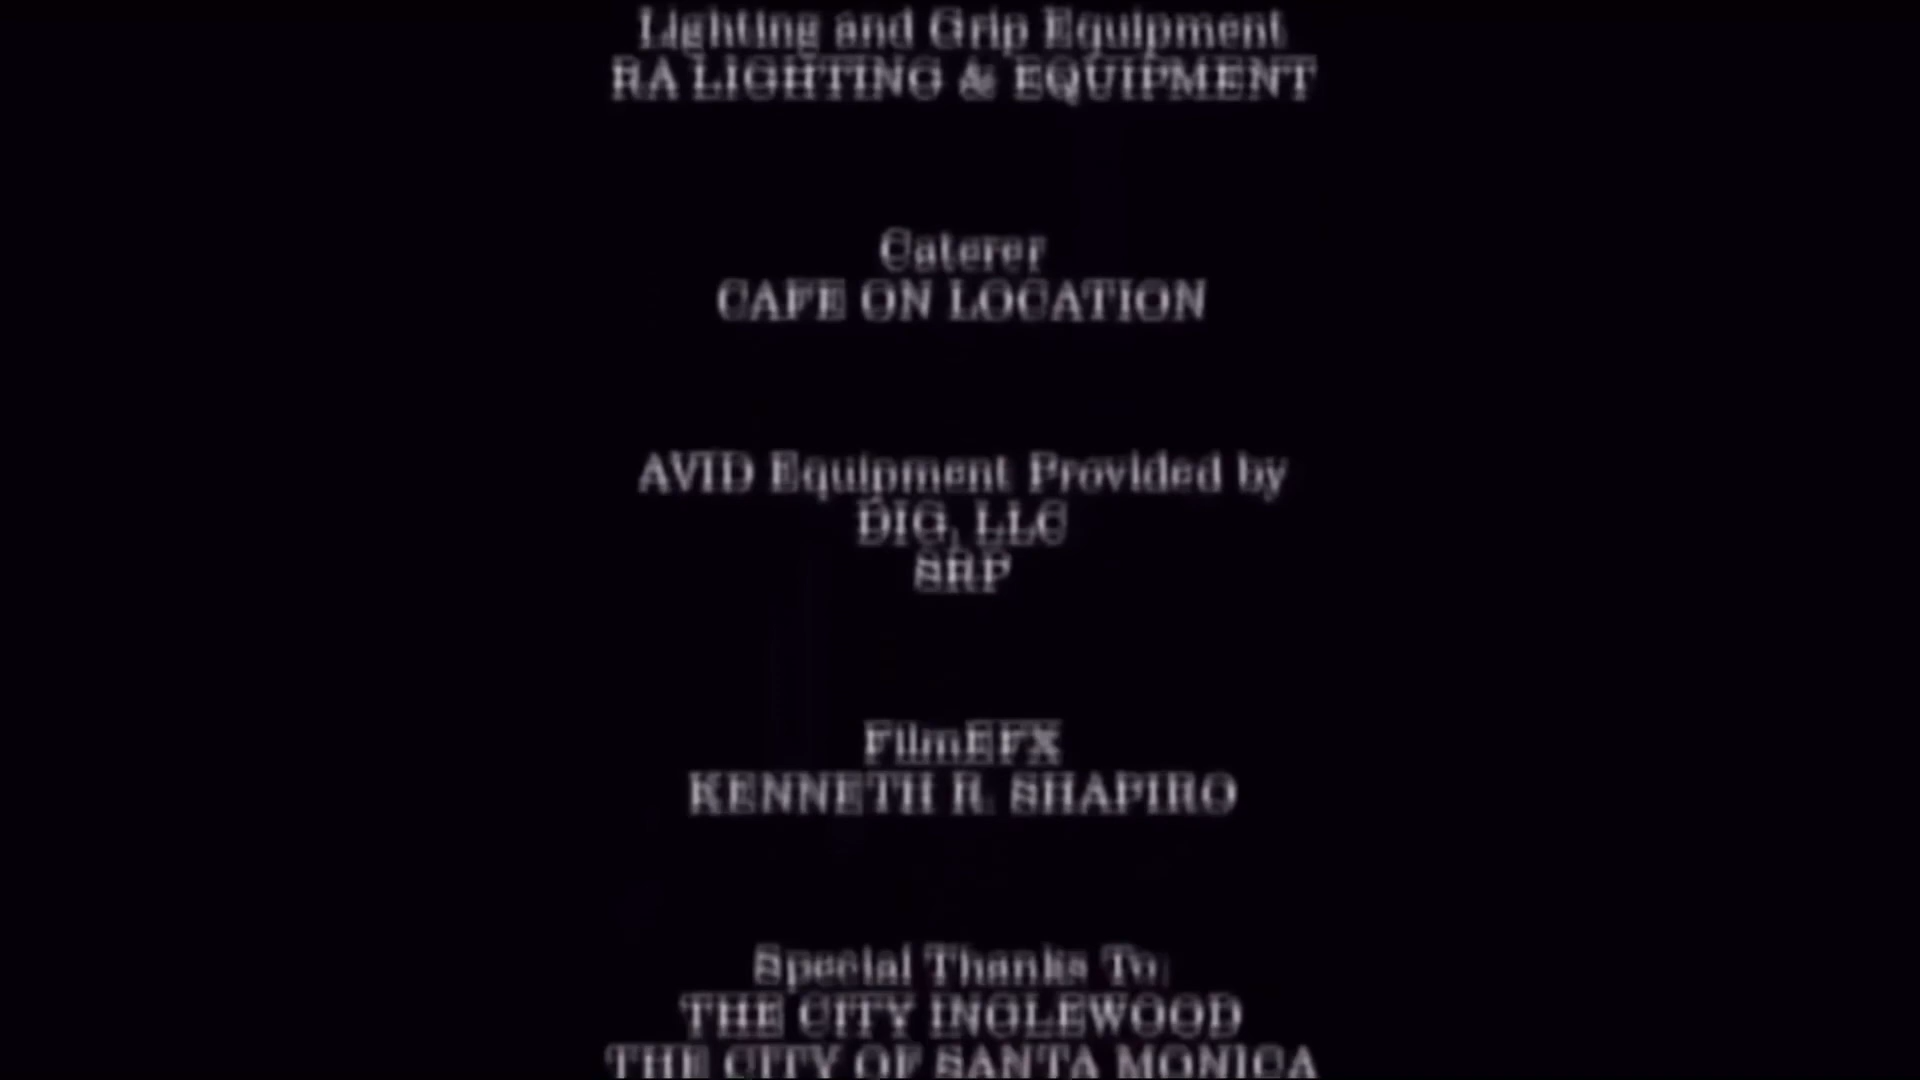 Lighting and Grip Equipment
RA LIGHTING & EQUIPMENT
Caterer
CAFE ON LOCATION
AVID Equipment Provided by
DIG, LLC
SRP
FilmEFX
KENNETH R. SHAPIRO
Special Thanks To:
THE CITY INGLEWOOD
THE CITY OF SANTA MONICA